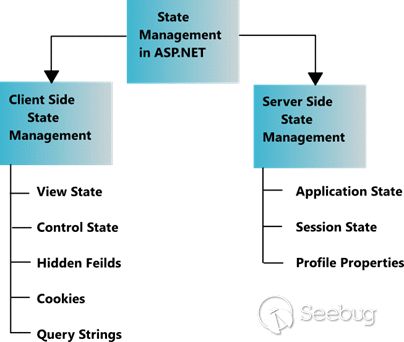 State
Management
in ASP.NET
Client Side
State
Management
Server Side
State
Management
View State
Control State
Hidden Feilds
Cookies
Query Strings
Application State
Session State
Profile Properties
Seebug